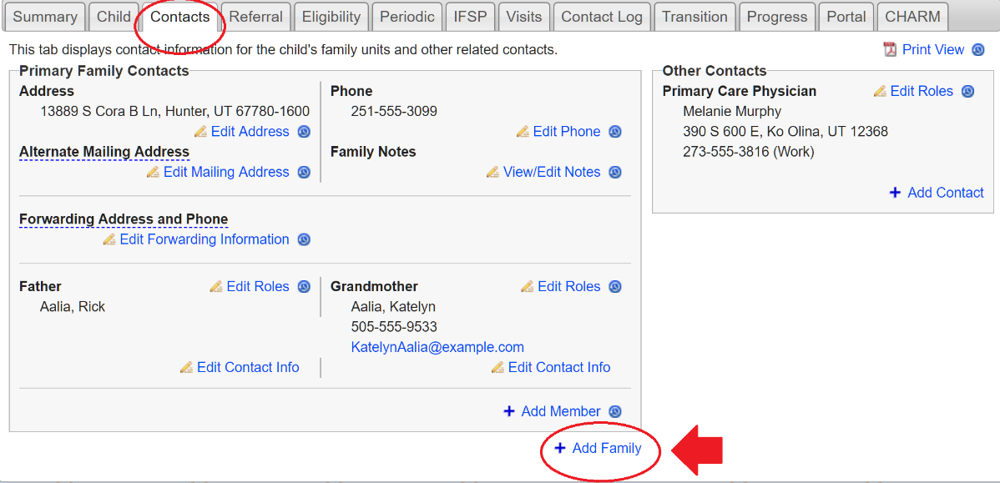 Summary Child Contacts Referral Eligibility Periodic IFSP Visits Contact Log Transition Progress Portal CHARM
This tab displays contact information for the child's family units and other related contacts.
Print View
Primary Family Contacts
Address
13889 S Cora B Ln, Hunter, UT 67780-1600
Edit Address
Phone
251-555-3099
Edit Phone
Alternate Mailing Address
Edit Mailing Address
Family Notes
View/Edit Notes
Forwarding Address and Phone
Edit Forwarding Information
Father
Edit Roles
Aalia, Rick
Edit Contact Info
Grandmother
Edit Roles
Aalia, Katelyn
505-555-9533
KatelynAalia@example.com
Edit Contact Info
+ Add Member
+ Add Family
Other Contacts
Primary Care Physician
Edit Roles
Melanie Murphy
390 S 600 E, Ko Olina, UT 12368
273-555-3816 (Work)
+ Add Contact